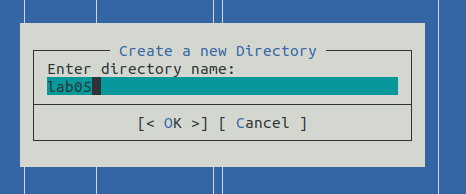 Create a new Directory
Enter directory name:
lab05
[< OK >] [ Cancel ]